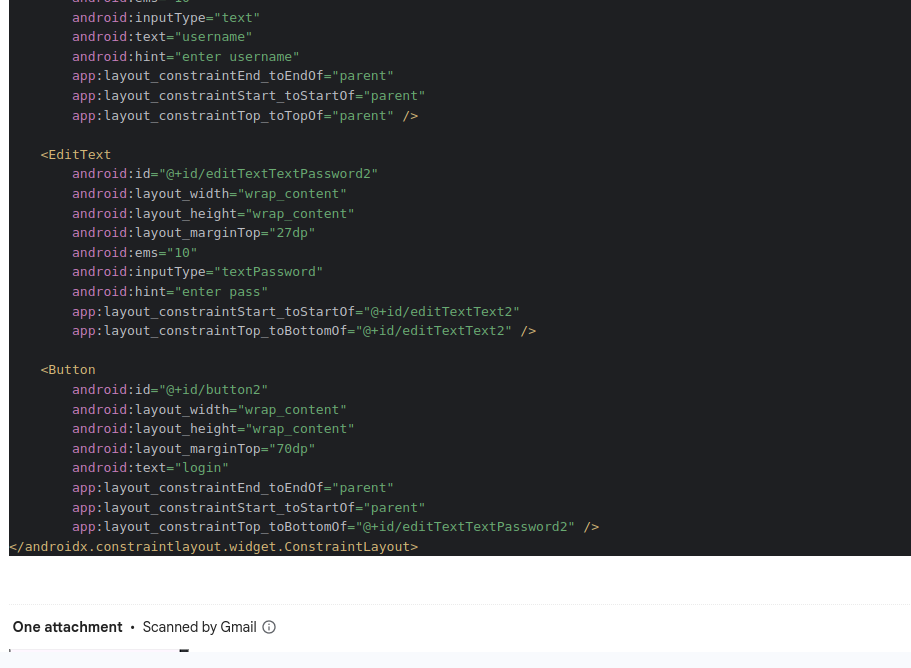 android:ems="10"
android:inputType="text"
android:text="username"
android:hint="enter username"
app:layout_constraintEnd_toEndOf="parent"
app:layout_constraintStart_toStartOf="parent"
app:layout_constraintTop_toTopOf="parent" />
<EditText
android:id="@+id/editTextTextPassword2"
android:layout_width="wrap_content"
android:layout_height="wrap_content"
android:layout_marginTop="27dp"
android:ems="10"
android:inputType="textPassword"
android:hint="enter pass"
app:layout_constraintStart_toStartOf="@+id/editTextText2"
app:layout_constraintTop_toBottomOf="@+id/editTextText2" />
<Button
android:id="@+id/button2"
android:layout_width="wrap_content"
android:layout_height="wrap_content"
android:layout_marginTop="70dp"
android:text="login"
app:layout_constraintEnd_toEndOf="parent"
app:layout_constraintStart_toStartOf="parent"
app:layout_constraintTop_toBottomOf="@+id/editTextTextPassword2" />
</androidx.constraintlayout.widget.ConstraintLayout>
One attachment • Scanned by Gmail